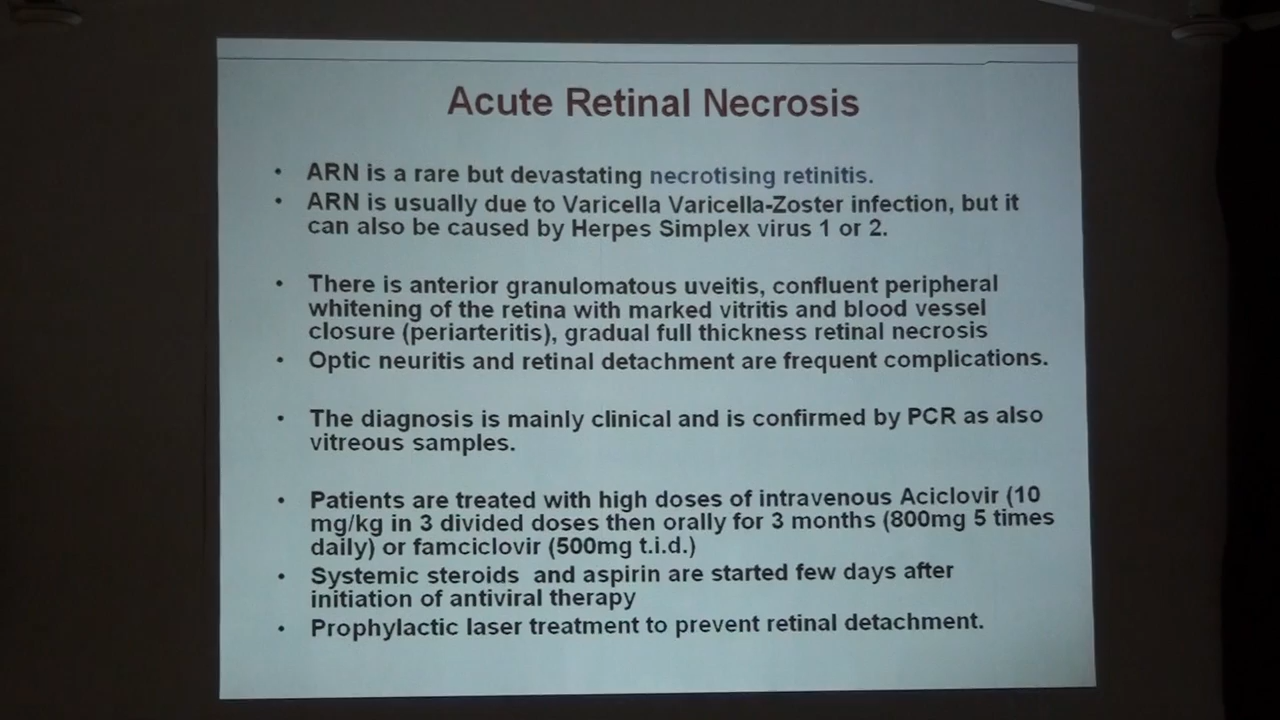 Acute Retinal Necrosis
• ARN is a rare but devastating necrotising retinitis.
• ARN is usually due to Varicella Varicella-Zoster infection, but it
can also be caused by Herpes Simplex virus 1 or 2.
• There is anterior granulomatous uveitis, confluent peripheral
whitening of the retina with marked vitritis and blood vessel
closure (periarteritis), gradual full thickness retinal necrosis
• Optic neuritis and retinal detachment are frequent complications.
• The diagnosis is mainly clinical and is confirmed by PCR as also
vitreous samples.
• Patients are treated with high doses of intravenous Aciclovir (10
mg/kg in 3 divided doses then orally for 3 months (800mg 5 times
daily) or famciclovir (500mg t.i.d.)
• Systemic steroids and aspirin are started few days after
initiation of antiviral therapy
• Prophylactic laser treatment to prevent retinal detachment.